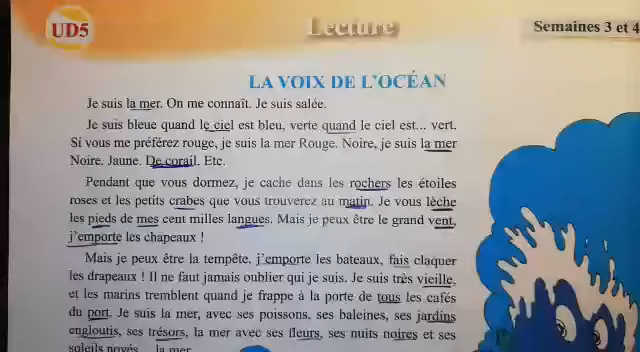 UD5
Lecture
Semaines 3 et 4
LA VOIX DE L'OCÉAN
Je suis la mer. On me connaît. Je suis salée.
Je suis bleue quand le ciel est bleu, verte quand le ciel est... vert.
Si vous me préférez rouge, je suis la mer Rouge. Noire, je suis la mer
Noire. Jaune. De corail. Etc.
Pendant que vous dormez, je cache dans les rochers les étoiles
roses et les petits crabes que vous trouverez au matin. Je vous lèche
les pieds de mes cent milles langues. Mais je peux être le grand vent,
j'emporte les chapeaux !
Mais je peux être la tempête. j'emporte les bateaux, fais claquer
les drapeaux ! Il ne faut jamais oublier qui je suis. Je suis très vieille,
et les marins tremblent quand je frappe à la porte de tous les cafés
du port. Je suis la mer, avec ses poissons, ses baleines, ses jardins
engloutis, ses trésors, la mer avec ses fleurs, ses nuits noires et ses
soleils noyés la mer